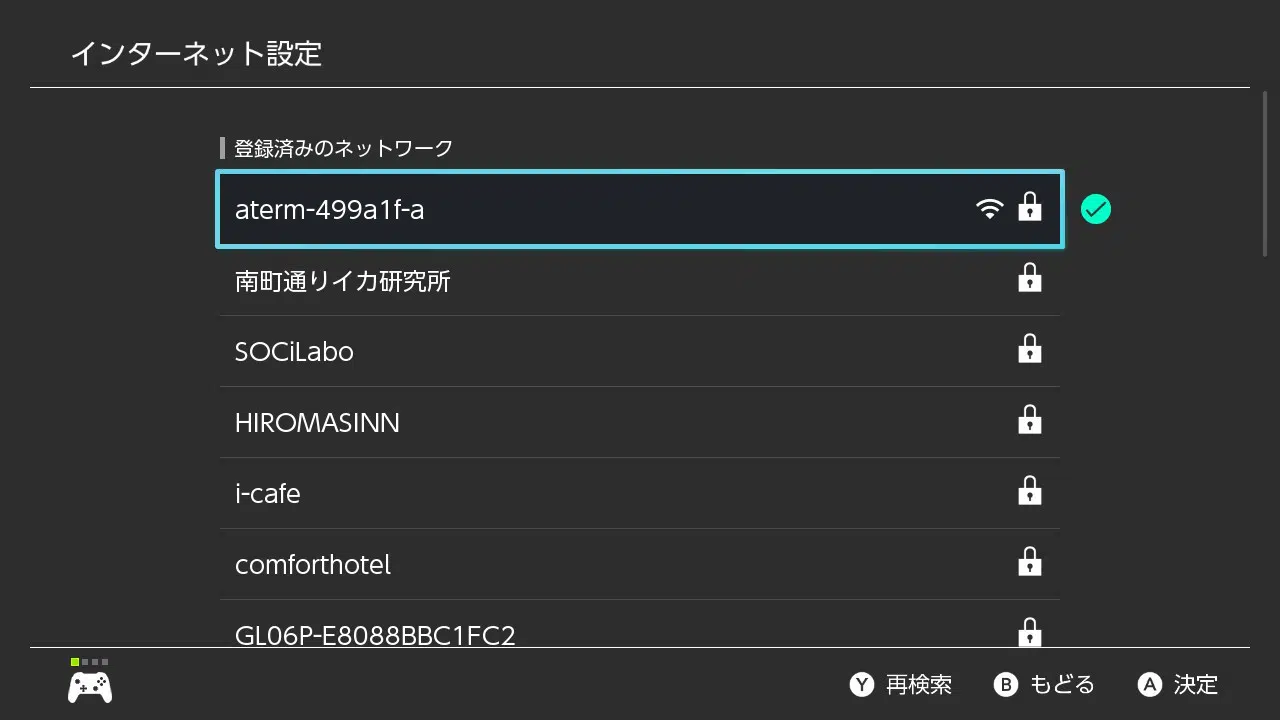 インターネット設定
登録済みのネットワーク
aterm-499a1f-a
南町通りイカ研究所
SOCiLabo
HIROMASINN
i-cafe
comforthotel
GL06P-E8088BBC1FC2
Y 再検索 B もどる A 決定